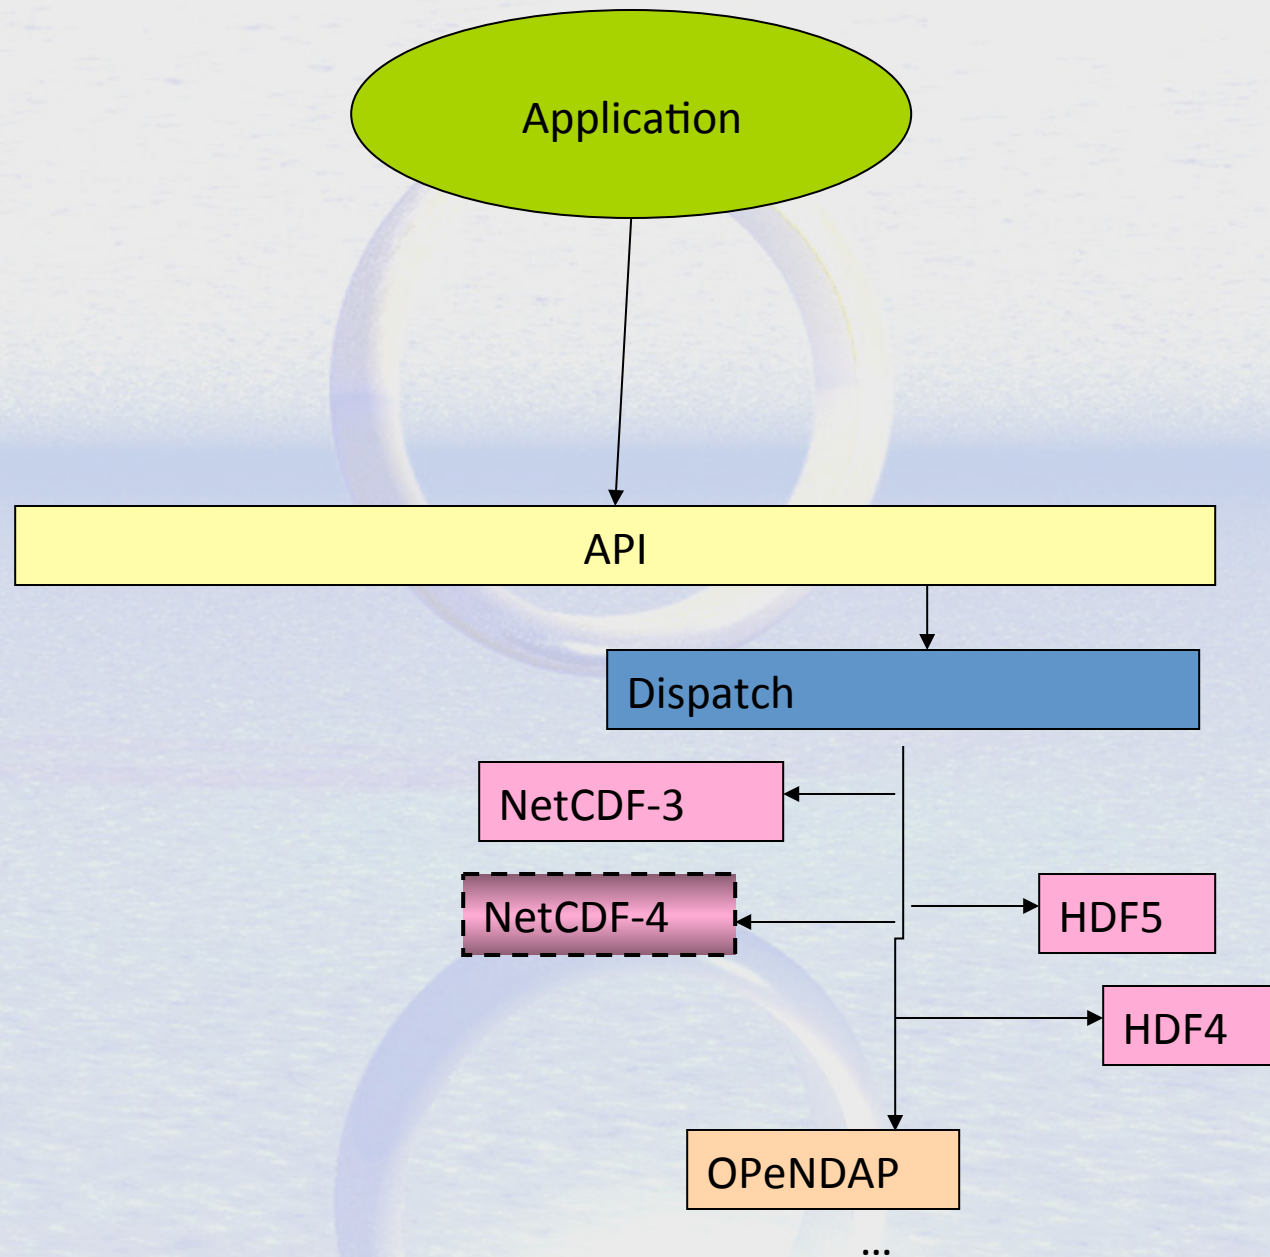 Application
API
Dispatch
NetCDF-3
NetCDF-4
HDF5
HDF4
OPeNDAP
...